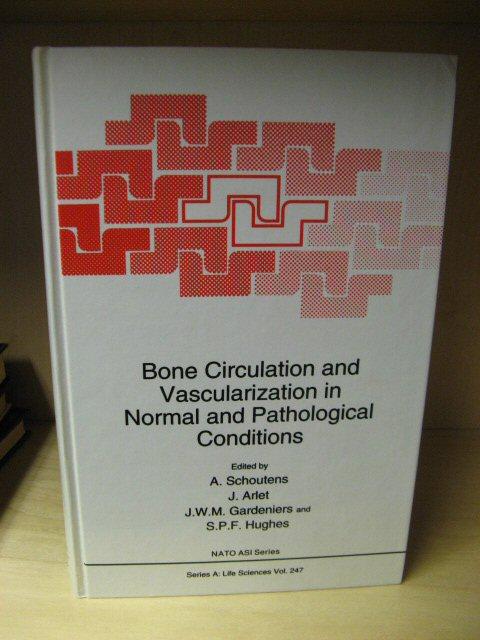 Bone Circulation and
Vascularization in
Normal and Pathological
Conditions
Edited by
A. Schoutens
J. Arlet
J.W.M. Gardeniers and
S.P.F. Hughes
NATO ASI Series
Series A: Life Sciences Vol. 247